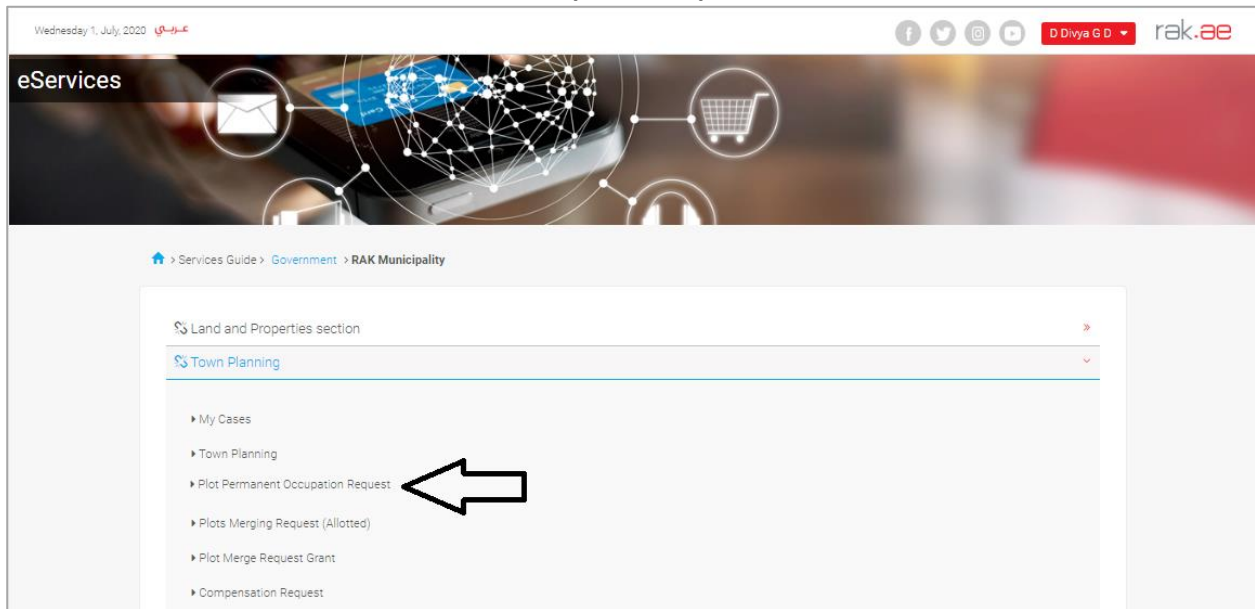 Wednesday 1, July, 2020 عـربـي D Divya G D rak.ae
eServices
> Services Guide > Government > RAK Municipality
Land and Properties section »
Town Planning
My Cases
Town Planning
Plot Permanent Occupation Request
Plots Merging Request (Allotted)
Plot Merge Request Grant
Compensation Request